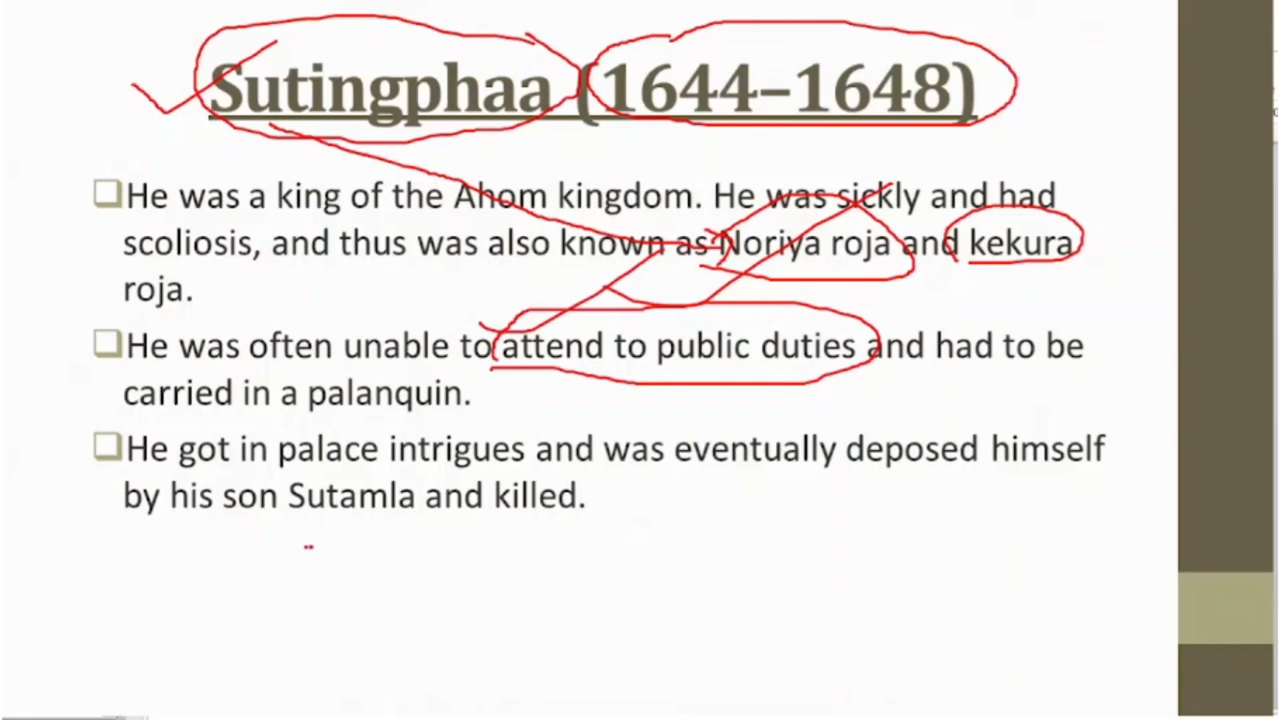 Sutingphaa (1644–1648)
He was a king of the Ahom kingdom. He was sickly and had
scoliosis, and thus was also known as Noriya roja and kekura
roja.
He was often unable to attend to public duties and had to be
carried in a palanquin.
He got in palace intrigues and was eventually deposed himself
by his son Sutamla and killed.